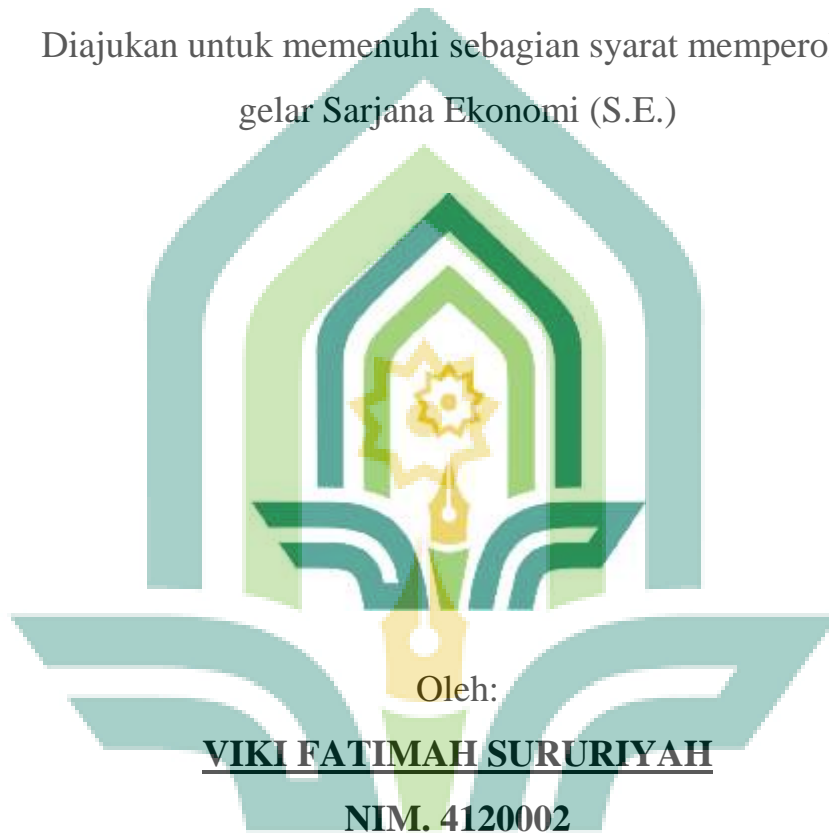 Diajukan untuk memenuhi sebagian syarat mempero
gelar Sarjana Ekonomi (S.E.)
Oleh:
VIKI FATIMAH SURURIYAH
NIM. 4120002